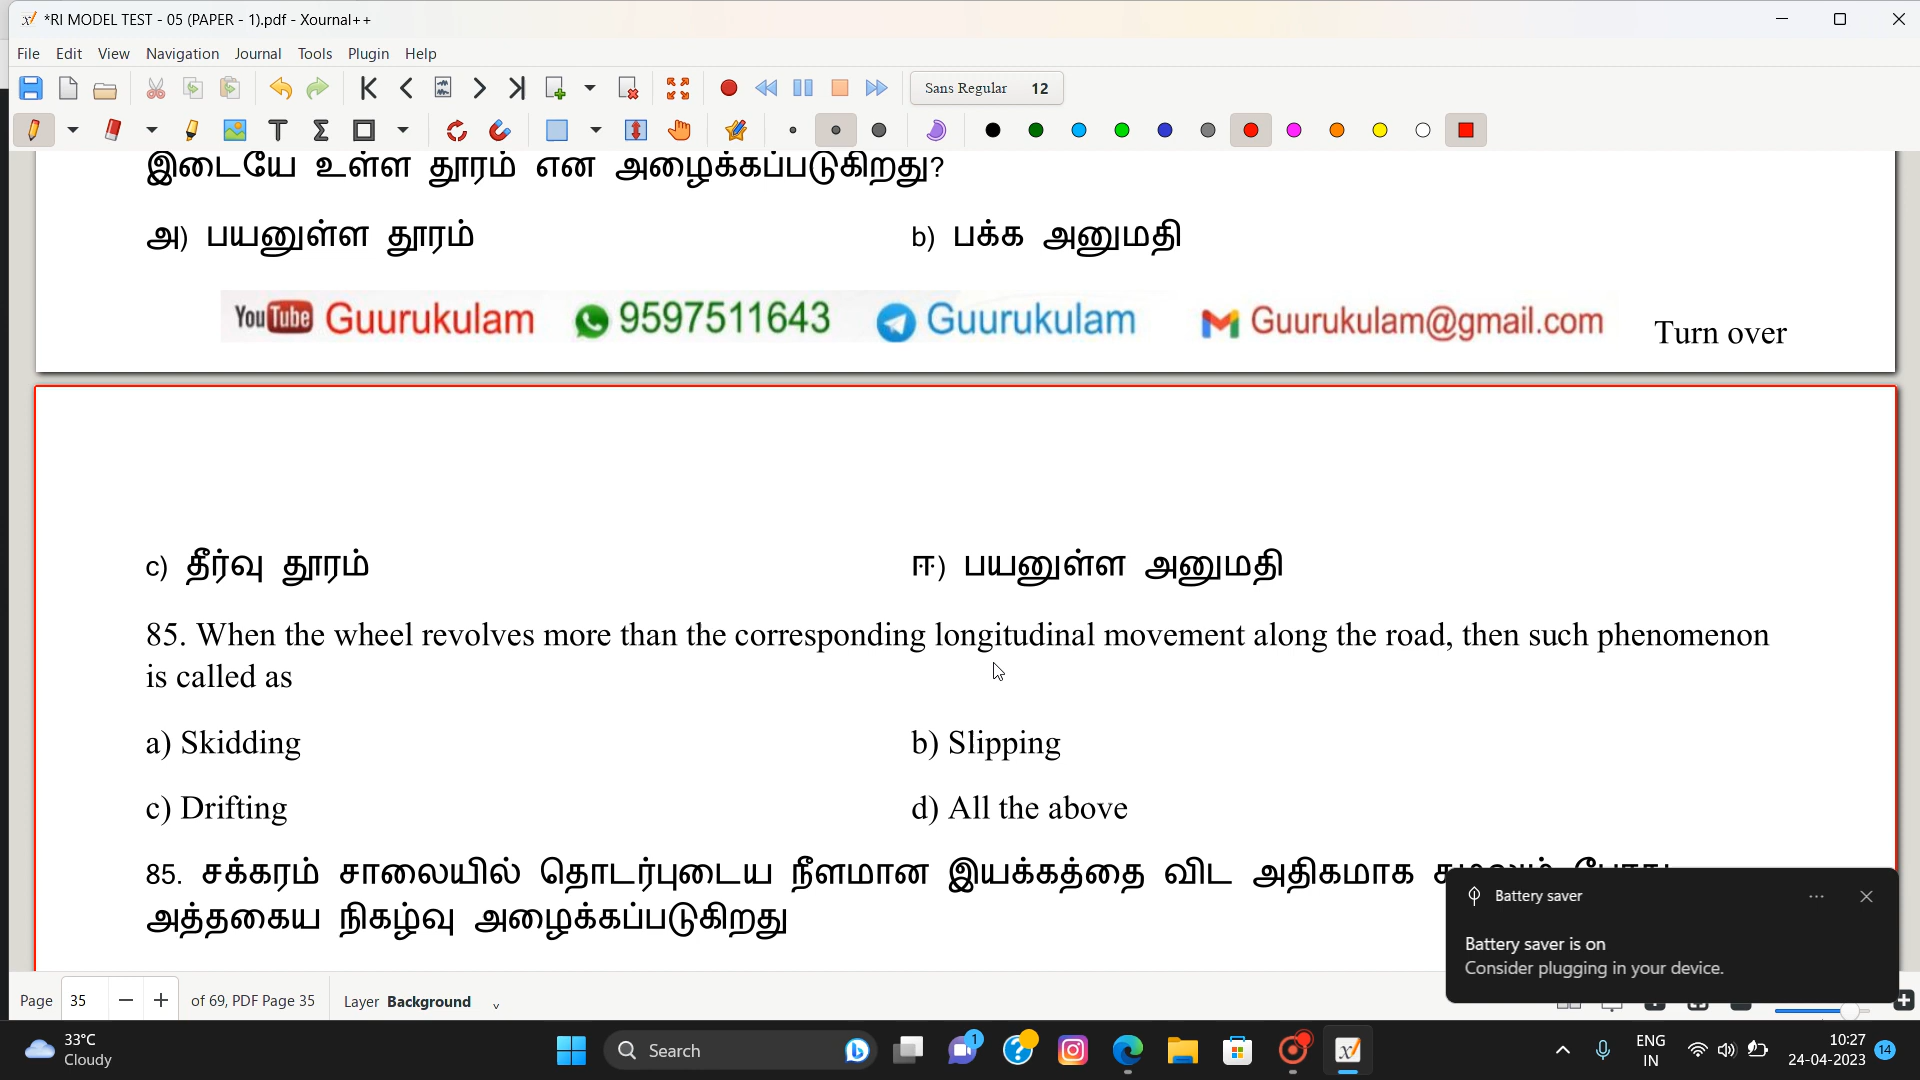 *RI MODEL TEST - 05 (PAPER - 1).pdf - Xournal++
File Edit View Navigation Journal Tools Plugin Help
Sans Regular 12
இடையே உள்ள தூரம் என அழைக்கப்படுகிறது?
அ) பயனுள்ள தூரம் b) பக்க அனுமதி
YouTube Guurukulam 9597511643 Guurukulam Guurukulam@gmail.com
Turn over
c) தீர்வு தூரம் ஈ) பயனுள்ள அனுமதி
85. When the wheel revolves more than the corresponding longitudinal movement along the road, then such phenomenon
is called as
a) Skidding b) Slipping
c) Drifting d) All the above
85. சக்கரம் சாலையில் தொடர்புடைய நீளமான இயக்கத்தை விட அதிகமாக
அத்தகைய நிகழ்வு அழைக்கப்படுகிறது
Battery saver
Battery saver is on
Consider plugging in your device.
Page 35 of 69, PDF Page 35 Layer Background
33°C
Cloudy
Search
1
ENG
IN
10:27
24-04-2023
14